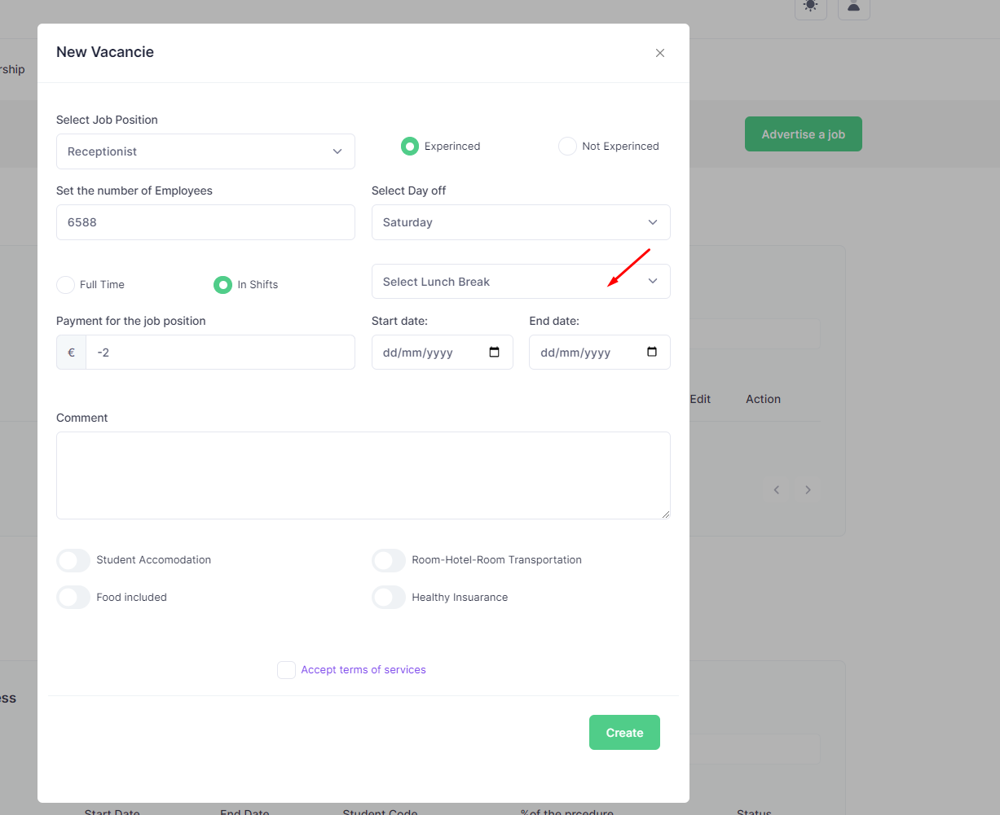 New Vacancie
rship
Select Job Position
Receptionist
Experinced
Not Experinced
Advertise a job
Set the number of Employees
Select Day off
6588
Saturday
Full Time
In Shifts
Select Lunch Break
Payment for the job position
Start date:
End date:
€ -2
dd/mm/yyyy
dd/mm/yyyy
Edit
Action
Comment
Student Accomodation
Room-Hotel-Room Transportation
Food included
Healthy Insuarance
Accept terms of services
ess
Create
Start Date
End Date
Student Code
%of the prcedure
Status